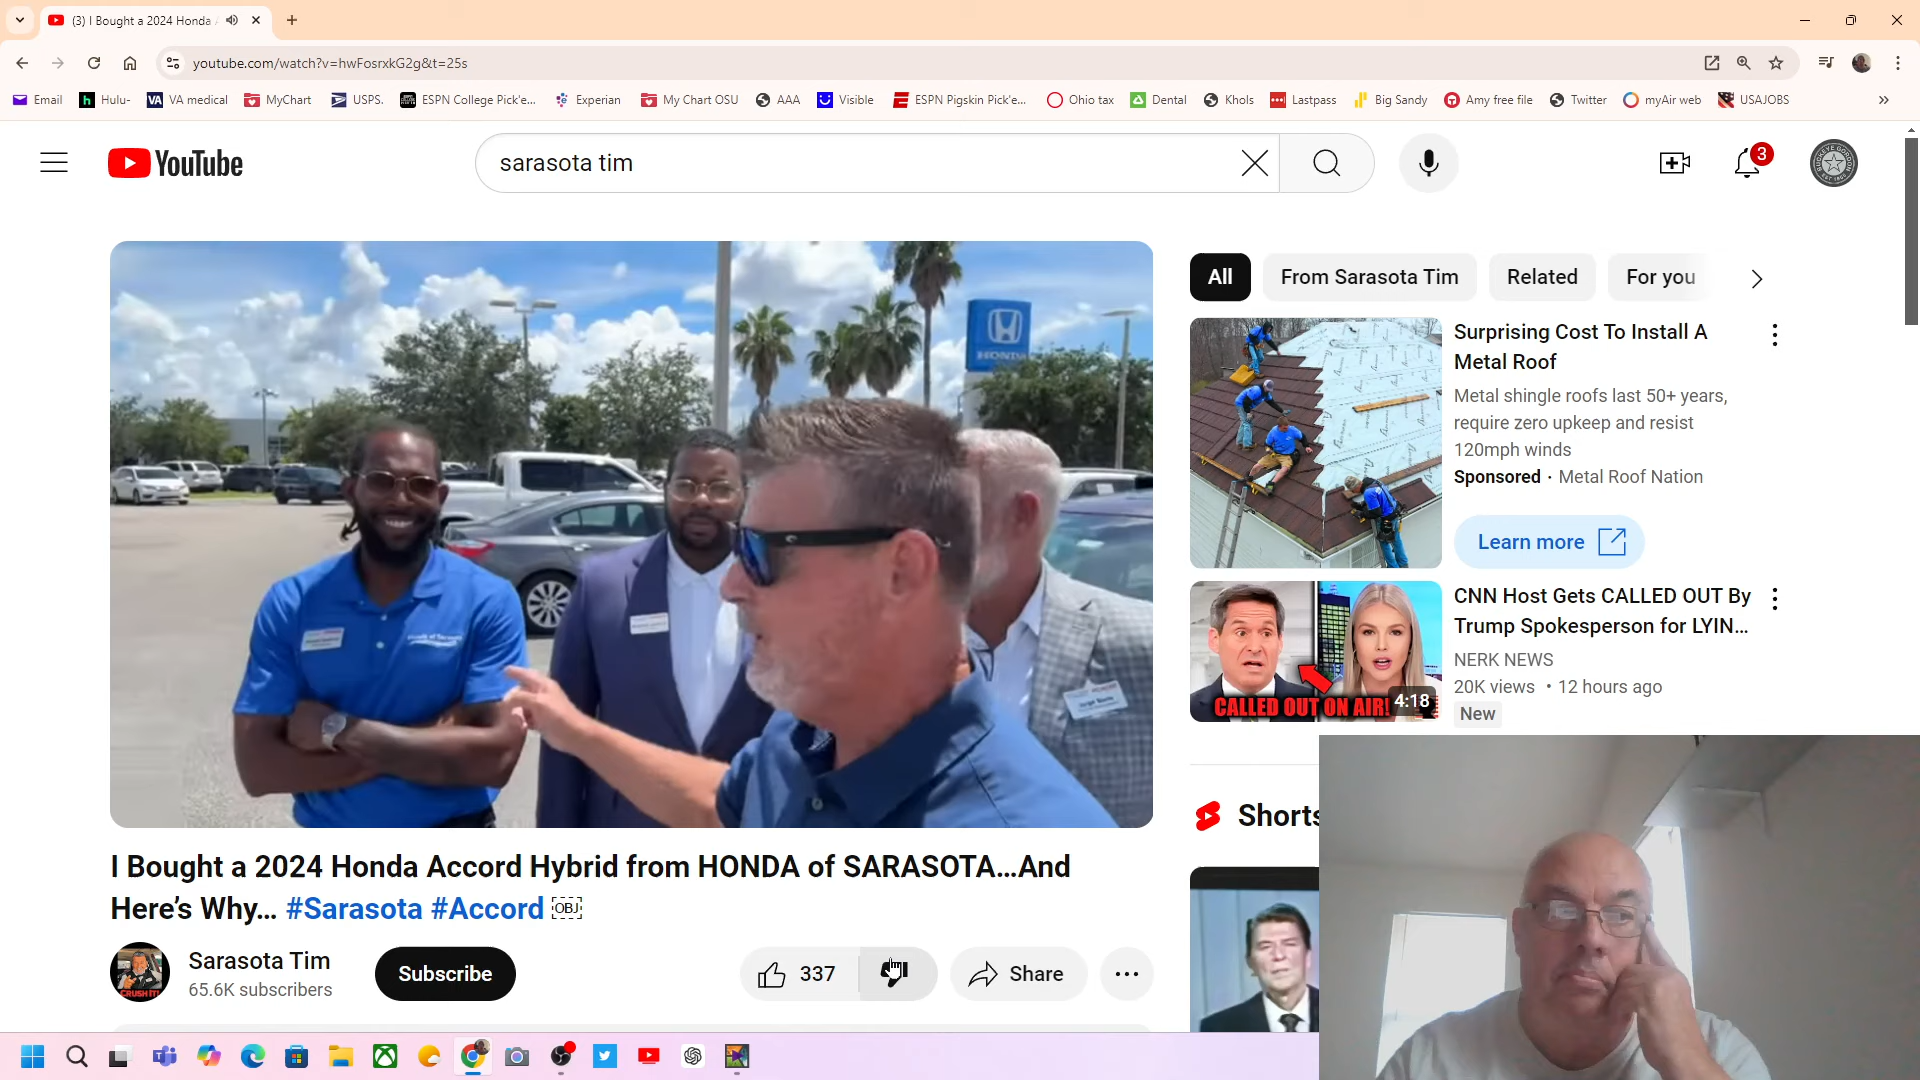 (3) I Bought a 2024 Honda
youtube.com/watch?v=hwFosrxkG2g&t=25s
Email Hulu- VA medical MyChart USPS. ESPN College Pick'e... Experian My Chart OSU AAA Visible ESPN Pigskin Pick'e... Ohio tax Dental Khols Lastpass Big Sandy Amy free file Twitter myAir web USAJOBS
YouTube
sarasota tim
3
All From Sarasota Tim Related For you
HONDA
Surprising Cost To Install A
Metal Roof
Metal shingle roofs last 50+ years,
require zero upkeep and resist
120mph winds
Sponsored · Metal Roof Nation
Learn more
CNN Host Gets CALLED OUT By
Trump Spokesperson for LYIN...
NERK NEWS
20K views • 12 hours ago
New
CALLED OUT ON AIR!
4:18
Shorts
I Bought a 2024 Honda Accord Hybrid from HONDA of SARASOTA...And
Here's Why... #Sarasota #Accord OBJ
CRUSH IT!
Sarasota Tim
65.6K subscribers
Subscribe
337
Share